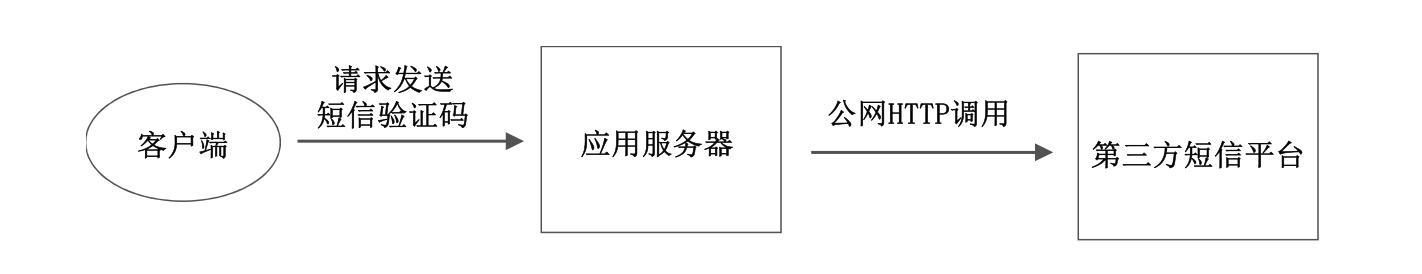 客户端
请求发送
短信验证码
应用服务器
公网HTTP调用
第三方短信平台